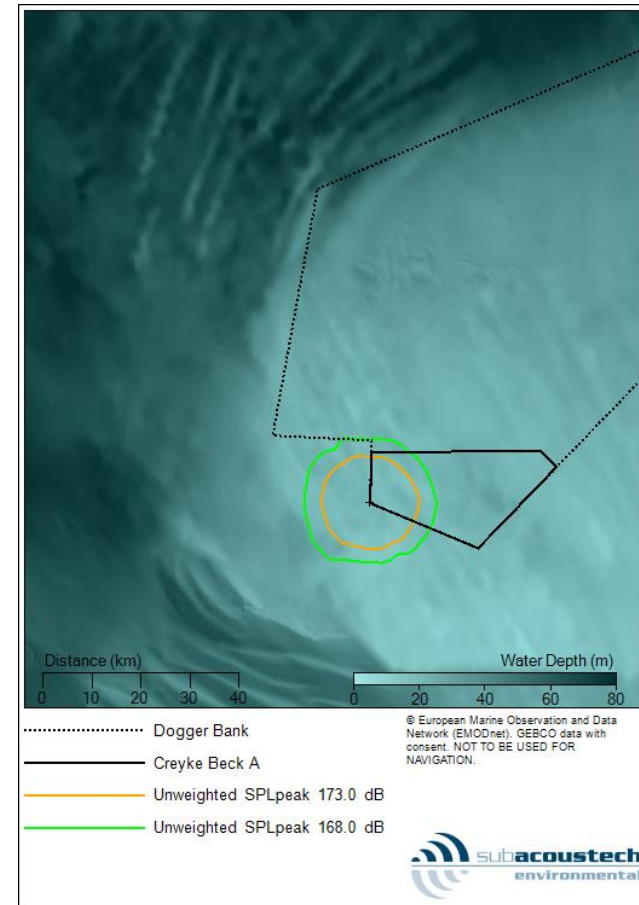 Distance (km)
0 10 20 30 40
Water Depth (m)
0 20 40 60 80
Dogger Bank
Creyke Beck A
Unweighted SPLpeak 173.0 dB
Unweighted SPLpeak 168.0 dB
© European Marine Observation and Data
Network (EMODnet). GEBCO data with
consent. NOT TO BE USED FOR
NAVIGATION.
subacoustech
environmental